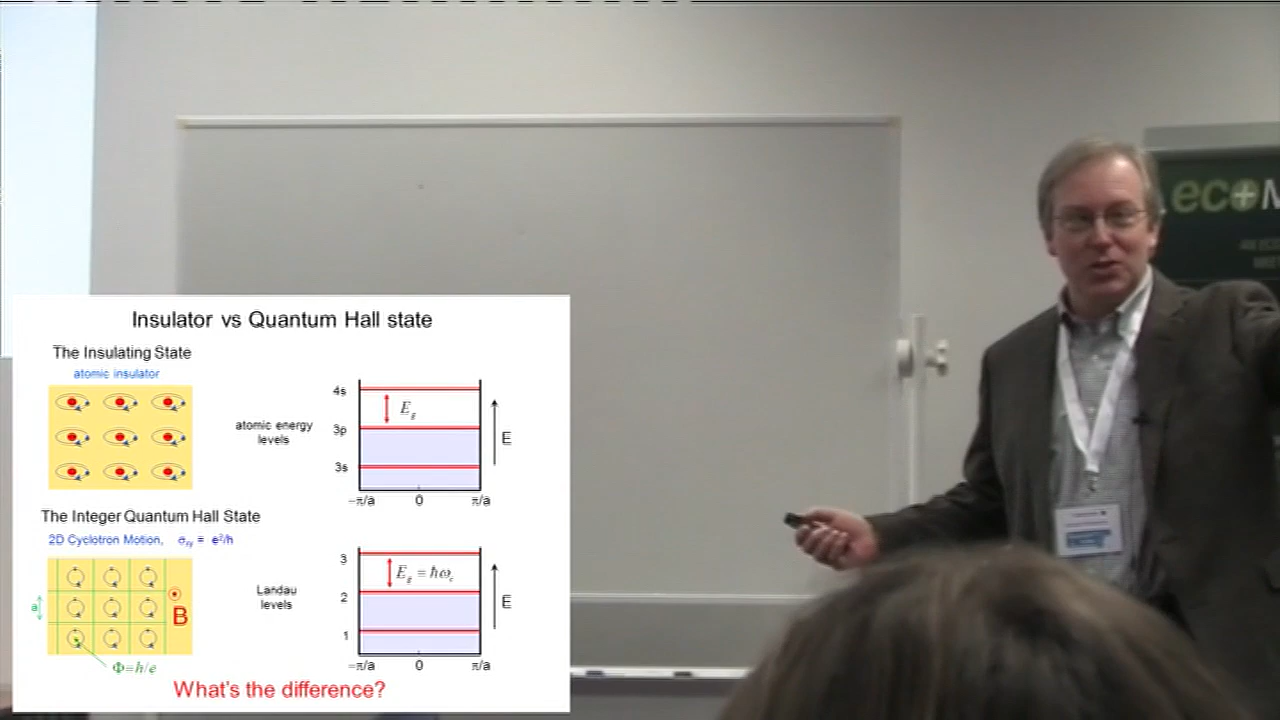 Insulator vs Quantum Hall state
The Insulating State
atomic insulator
atomic energy
levels
4s
3p
3s
E_g
E
−π/a 0 π/a
The Integer Quantum Hall State
2D Cyclotron Motion, σ_xy = e²/h
a
B
Φ=h/e
Landau
levels
3
2
1
E_g = ħω_c
E
−π/a 0 π/a
What's the difference?
eco+M